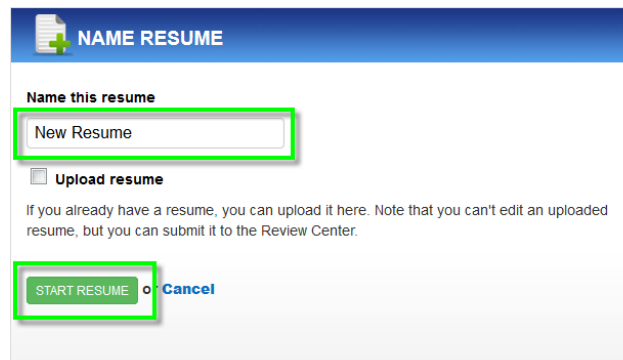 NAME RESUME
Name this resume
New Resume
Upload resume
If you already have a resume, you can upload it here. Note that you can't edit an uploaded
resume, but you can submit it to the Review Center.
START RESUME or Cancel